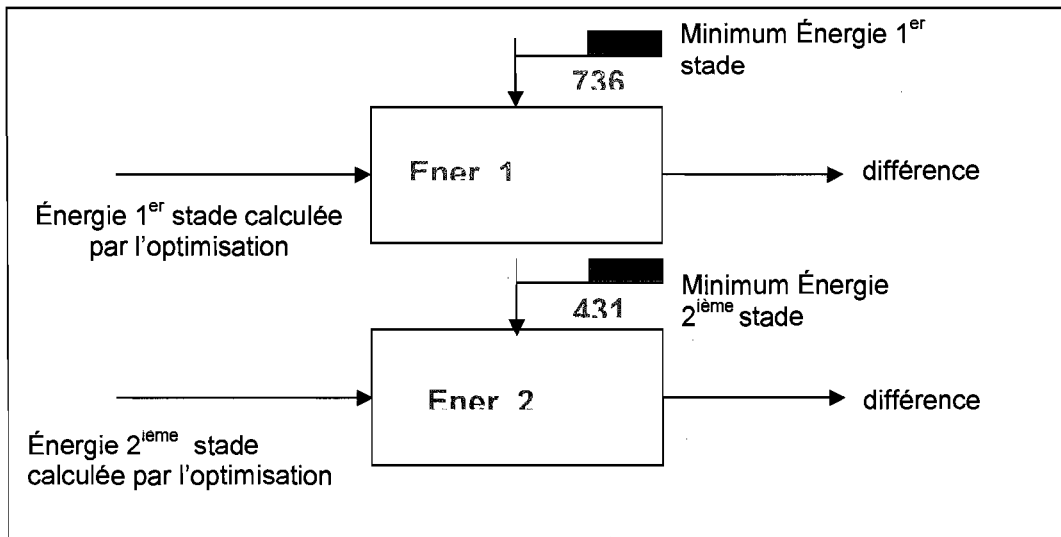 Minimum Énergie 1er
stade
736
Ener 1
différence
Énergie 1er stade calculée
par l'optimisation
Minimum Énergie
2ième stade
431
Ener 2
différence
Énergie 2ième stade
calculée par l'optimisation